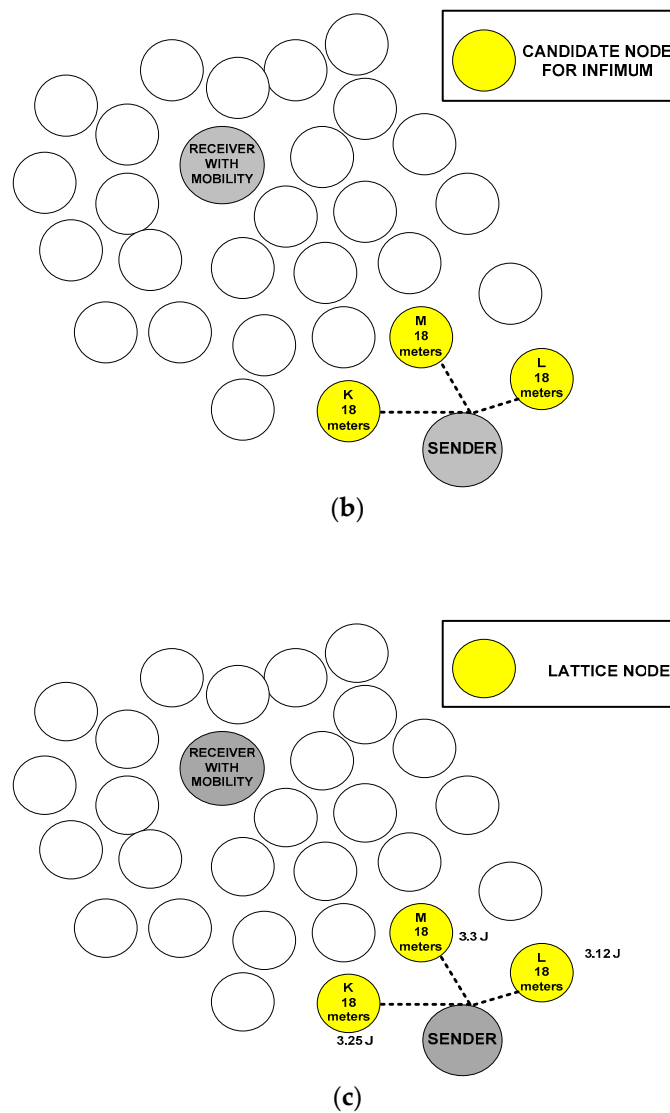 CANDIDATE NODE
FOR INFIMUM
RECEIVER
WITH
MOBILITY
M
18
meters
L
18
meters
K
18
meters
SENDER
(b)
LATTICE NODE
RECEIVER
WITH
MOBILITY
M
18
meters
3.3 J
L
18
meters
3.12 J
K
18
meters
3.25 J
SENDER
(c)